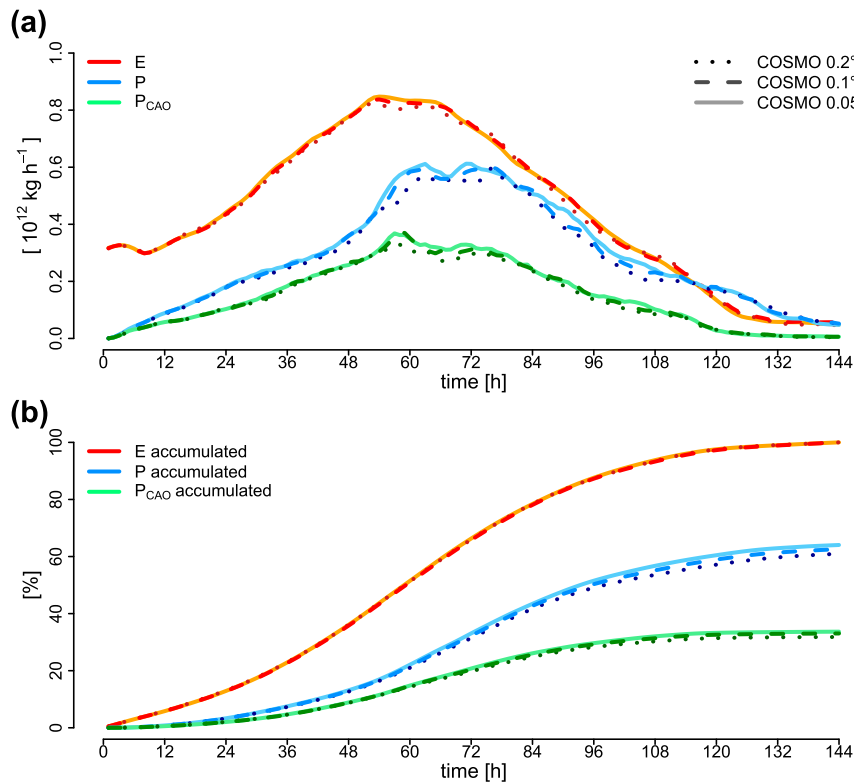 (a)
1.0
0.8
0.6
0.4
0.2
0.0
[ 10¹² kg h⁻¹ ]
E
P
P_CAO
COSMO 0.2°
COSMO 0.1°
COSMO 0.05
0 12 24 36 48 60 72 84 96 108 120 132 144
time [h]
(b)
100
80
60
40
20
0
[%]
E accumulated
P accumulated
P_CAO accumulated
0 12 24 36 48 60 72 84 96 108 120 132 144
time [h]